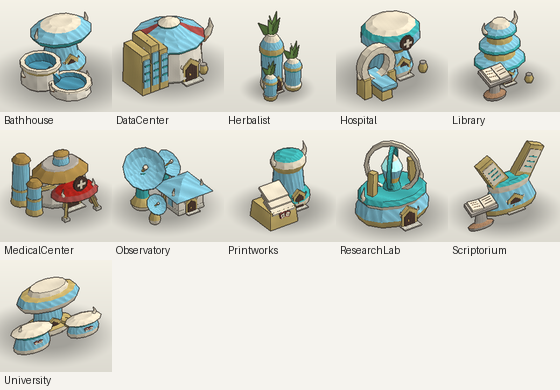 Bathhouse
DataCenter
Herbalist
Hospital
Library
MedicalCenter
Observatory
Printworks
ResearchLab
Scriptorium
University